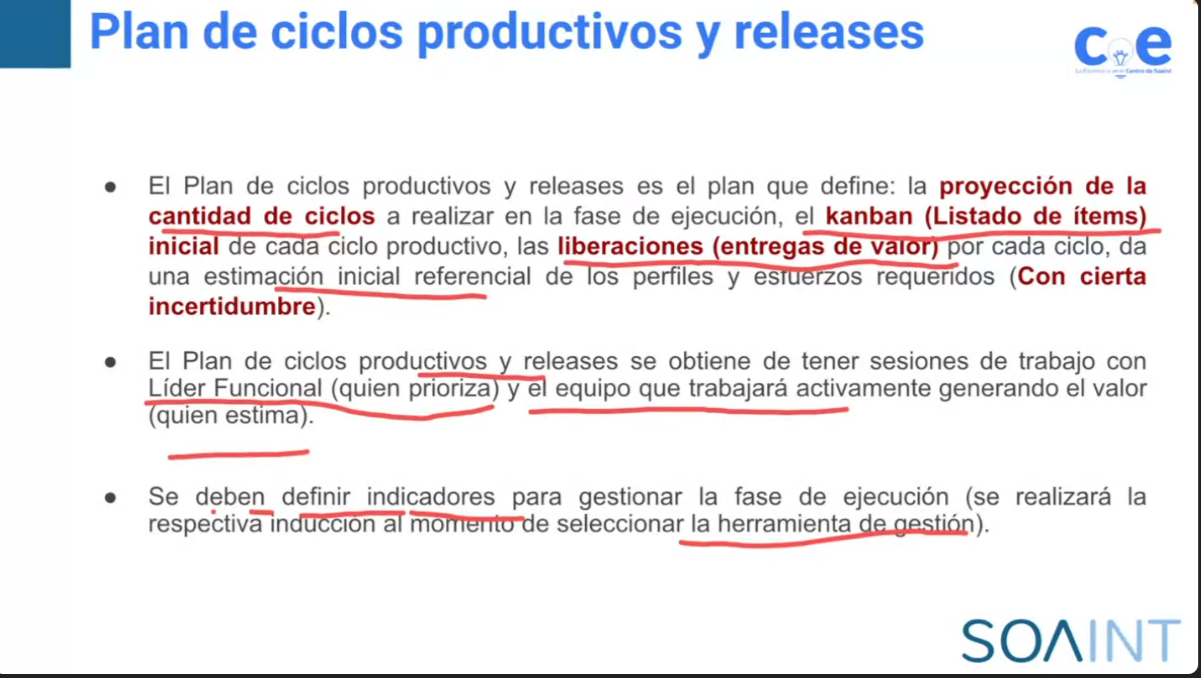 Plan de ciclos productivos y releases
coe
Centro de Soaint
● El Plan de ciclos productivos y releases es el plan que define: la proyección de la
cantidad de ciclos a realizar en la fase de ejecución, el kanban (Listado de ítems)
inicial de cada ciclo productivo, las liberaciones (entregas de valor) por cada ciclo, da
una estimación inicial referencial de los perfiles y esfuerzos requeridos (Con cierta
incertidumbre).
● El Plan de ciclos productivos y releases se obtiene de tener sesiones de trabajo con
Líder Funcional (quien prioriza) y el equipo que trabajará activamente generando el valor
(quien estima).
● Se deben definir indicadores para gestionar la fase de ejecución (se realizará la
respectiva inducción al momento de seleccionar la herramienta de gestión).
SOAINT